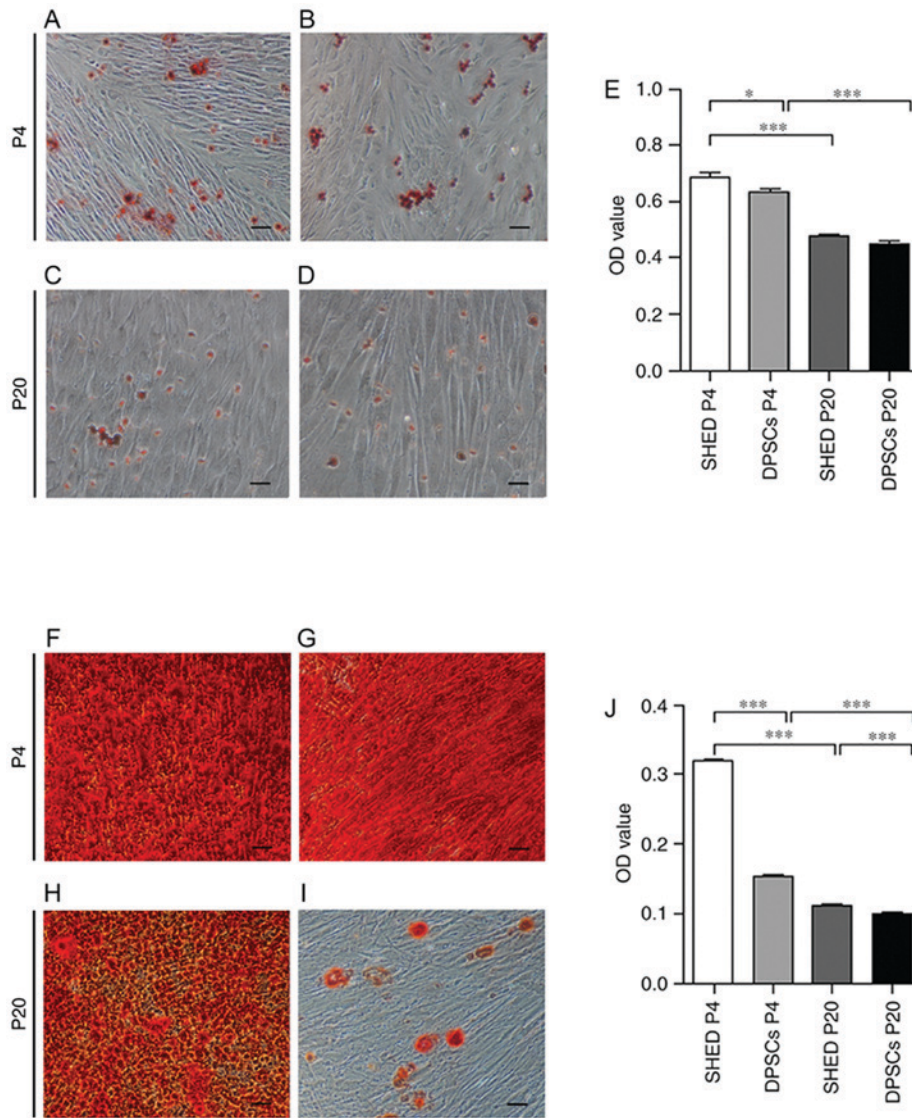 A
B
P4
C
D
P20
E
1.0
0.8
0.6
0.4
0.2
0.0
OD value
*
***
***
SHED P4
DPSCs P4
SHED P20
DPSCs P20
F
G
P4
H
I
P20
J
0.4
0.3
0.2
0.1
0.0
OD value
***
***
***
***
SHED P4
DPSCs P4
SHED P20
DPSCs P20